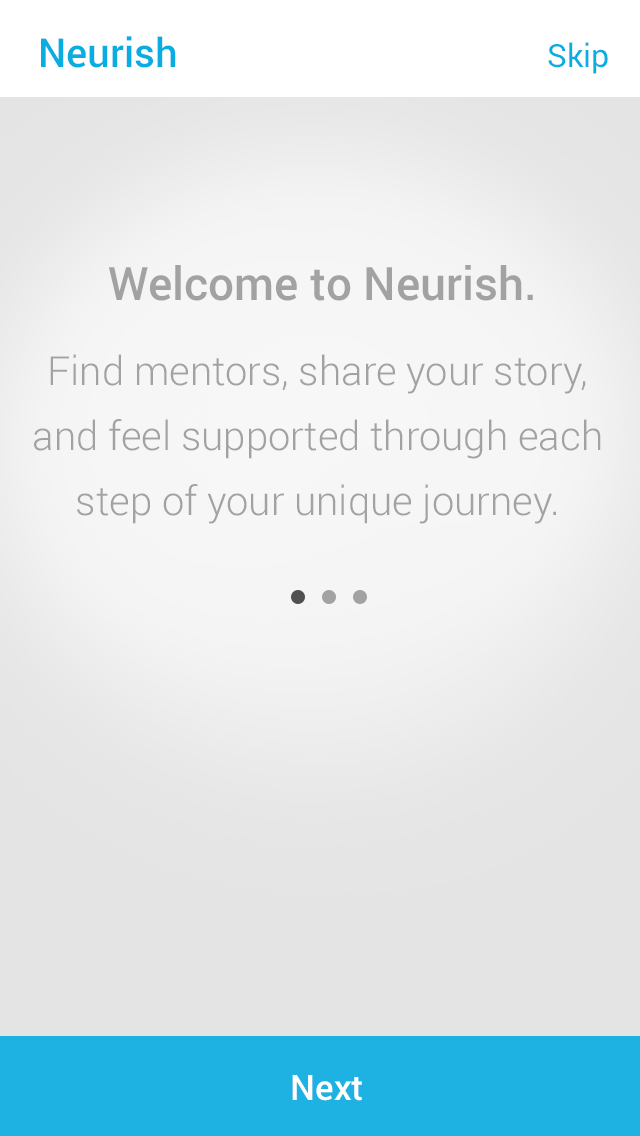 Neurish
Skip
Welcome to Neurish.
Find mentors, share your story,
and feel supported through each
step of your unique journey.
Next